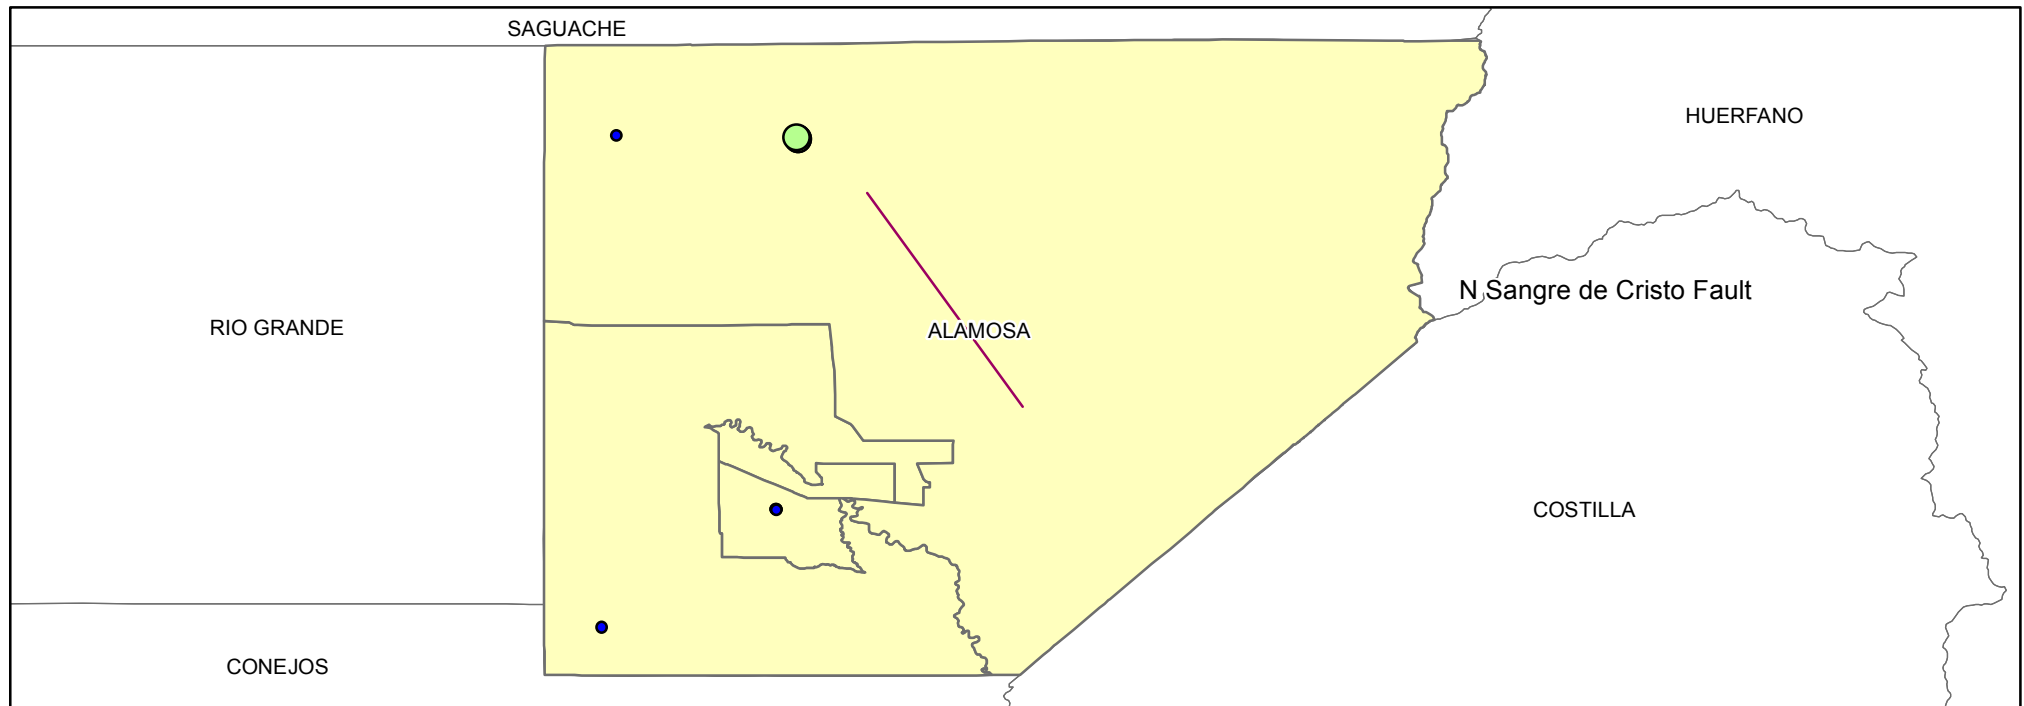 SAGUACHE
HUERFANO
N Sangre de Cristo Fault
RIO GRANDE
ALAMOSA
COSTILLA
CONEJOS